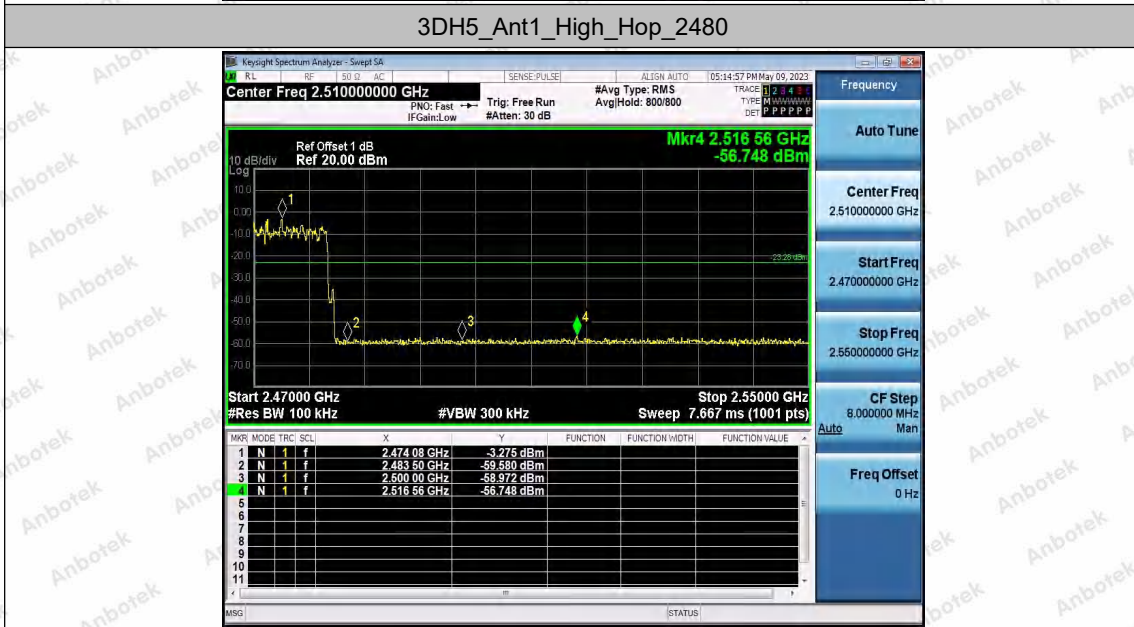 3DH5_Ant1_High_Hop_2480
Keysight Spectrum Analyzer - Swept SA
RL RF 50 Ω AC SENSE:PULSE ALIGN AUTO 05:14:57 PM May 09, 2023
Center Freq 2.510000000 GHz
PNO: Fast
IFGain:Low
Trig: Free Run
#Atten: 30 dB
#Avg Type: RMS
Avg|Hold: 800/800
TRACE 1 2 3 4 5 6
TYPE M WWWWW
DET P P P P P P
Mkr4 2.516 56 GHz
-56.748 dBm
Ref Offset 1 dB
10 dB/div Ref 20.00 dBm
Log
10.0
0.00
-10.0
-20.0
-30.0
-40.0
-50.0
-60.0
-70.0
1
2
3
4
-23.28 dBm
Start 2.47000 GHz Stop 2.55000 GHz
#Res BW 100 kHz #VBW 300 kHz Sweep 7.667 ms (1001 pts)
MKR MODE TRC SCL X Y FUNCTION FUNCTION WIDTH FUNCTION VALUE
1 N 1 f 2.474 08 GHz -3.275 dBm
2 N 1 f 2.483 50 GHz -59.580 dBm
3 N 1 f 2.500 00 GHz -58.972 dBm
4 N 1 f 2.516 56 GHz -56.748 dBm
5
6
7
8
9
10
11
MSG STATUS
Frequency
Auto Tune
Center Freq
2.510000000 GHz
Start Freq
2.470000000 GHz
Stop Freq
2.550000000 GHz
CF Step
8.000000 MHz
Auto Man
Freq Offset
0 Hz
Anbotek